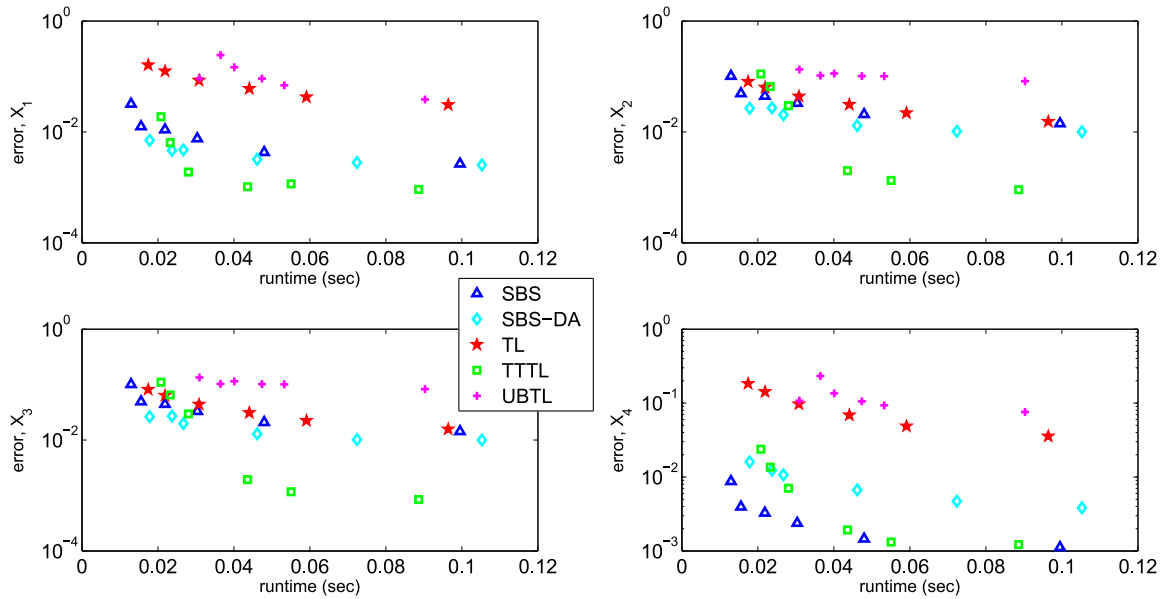 10^0
10^−2
10^−4
error, X_1
0 0.02 0.04 0.06 0.08 0.1 0.12
runtime (sec)
10^0
10^−2
10^−4
error, X_2
0 0.02 0.04 0.06 0.08 0.1 0.12
runtime (sec)
SBS
SBS−DA
TL
TTTL
UBTL
10^0
10^−2
10^−4
error, X_3
0 0.02 0.04 0.06 0.08 0.1 0.12
runtime (sec)
10^0
10^−1
10^−2
10^−3
error, X_4
0 0.02 0.04 0.06 0.08 0.1 0.12
runtime (sec)